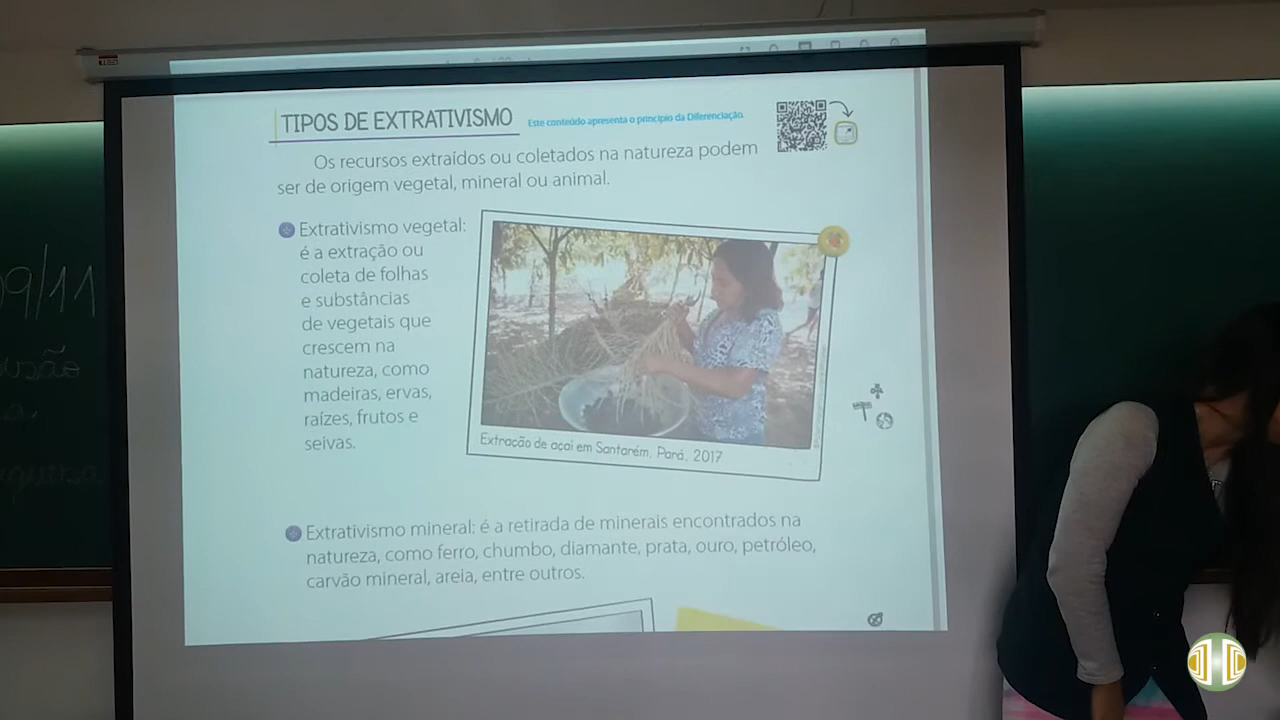 TIPOS DE EXTRATIVISMO
Este conteúdo apresenta o princípio da Diferenciação.
Os recursos extraídos ou coletados na natureza podem
ser de origem vegetal, mineral ou animal.
Extrativismo vegetal:
é a extração ou
coleta de folhas
e substâncias
de vegetais que
crescem na
natureza, como
madeiras, ervas,
raízes, frutos e
seivas.
Extração de açaí em Santarém, Pará, 2017
Extrativismo mineral: é a retirada de minerais encontrados na
natureza, como ferro, chumbo, diamante, prata, ouro, petróleo,
carvão mineral, areia, entre outros.
09/11